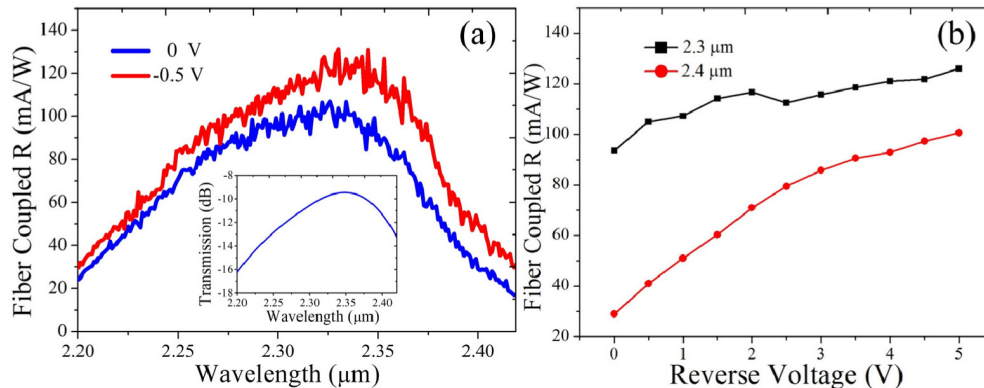 (a)
0 V
-0.5 V
Fiber Coupled R (mA/W)
140
120
100
80
60
40
20
0
2.20 2.25 2.30 2.35 2.40
Wavelength (μm)
Transmission (dB)
-8
-10
-12
-14
-16
-18
2.20 2.25 2.30 2.35 2.40
Wavelength (μm)
(b)
2.3 μm
2.4 μm
Fiber Coupled R (mA/W)
140
120
100
80
60
40
20
0 1 2 3 4 5
Reverse Voltage (V)